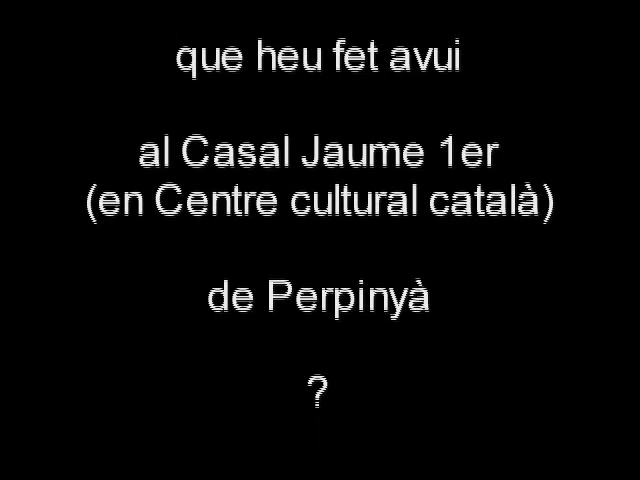 que heu fet avui
al Casal Jaume 1er
(en Centre cultural català)
de Perpinyà
?